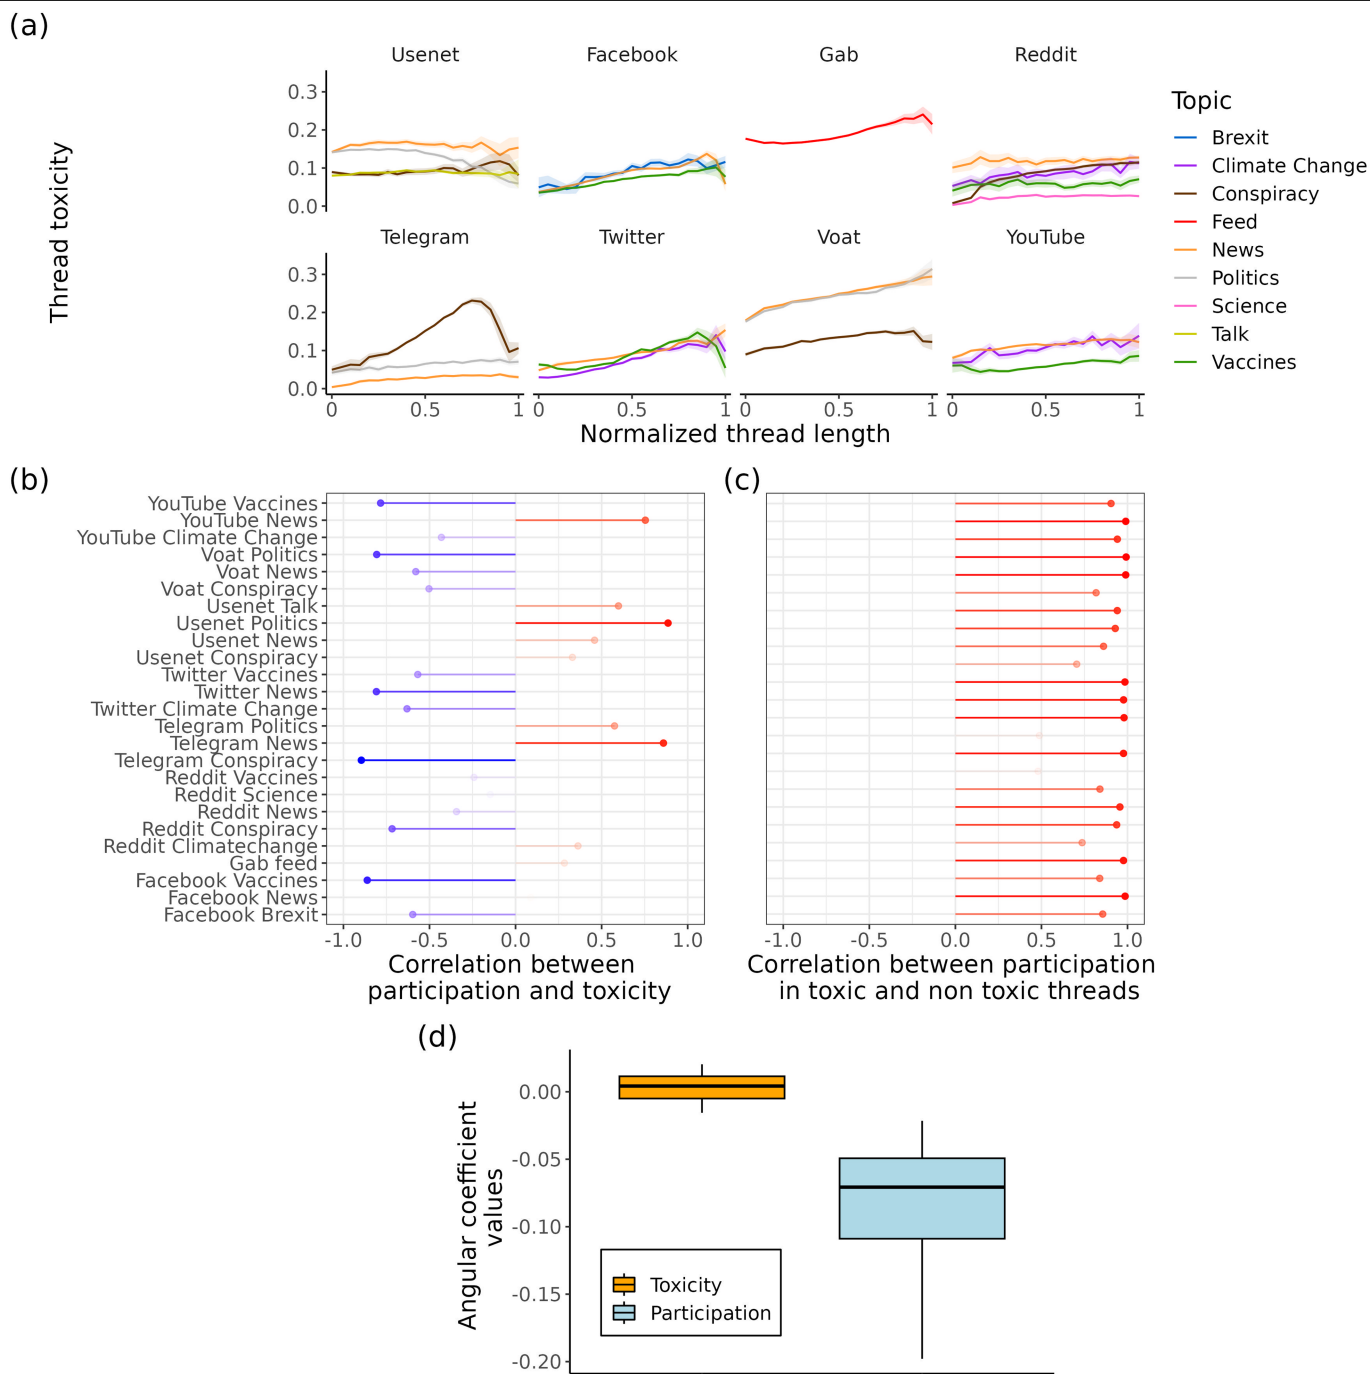 (a)
Usenet Facebook Gab Reddit
0.3
0.2
0.1
0.0
Thread toxicity
Telegram Twitter Voat YouTube
0.3
0.2
0.1
0.0
0 0.5 1 0 0.5 1 0 0.5 1 0 0.5 1
Normalized thread length
Topic
Brexit
Climate Change
Conspiracy
Feed
News
Politics
Science
Talk
Vaccines
(b)
YouTube Vaccines
YouTube News
YouTube Climate Change
Voat Politics
Voat News
Voat Conspiracy
Usenet Talk
Usenet Politics
Usenet News
Usenet Conspiracy
Twitter Vaccines
Twitter News
Twitter Climate Change
Telegram Politics
Telegram News
Telegram Conspiracy
Reddit Vaccines
Reddit Science
Reddit News
Reddit Conspiracy
Reddit Climatechange
Gab feed
Facebook Vaccines
Facebook News
Facebook Brexit
-1.0 -0.5 0.0 0.5 1.0
Correlation between
participation and toxicity
(c)
-1.0 -0.5 0.0 0.5 1.0
Correlation between participation
in toxic and non toxic threads
(d)
0.00
-0.05
-0.10
-0.15
-0.20
Angular coefficient
values
Toxicity
Participation